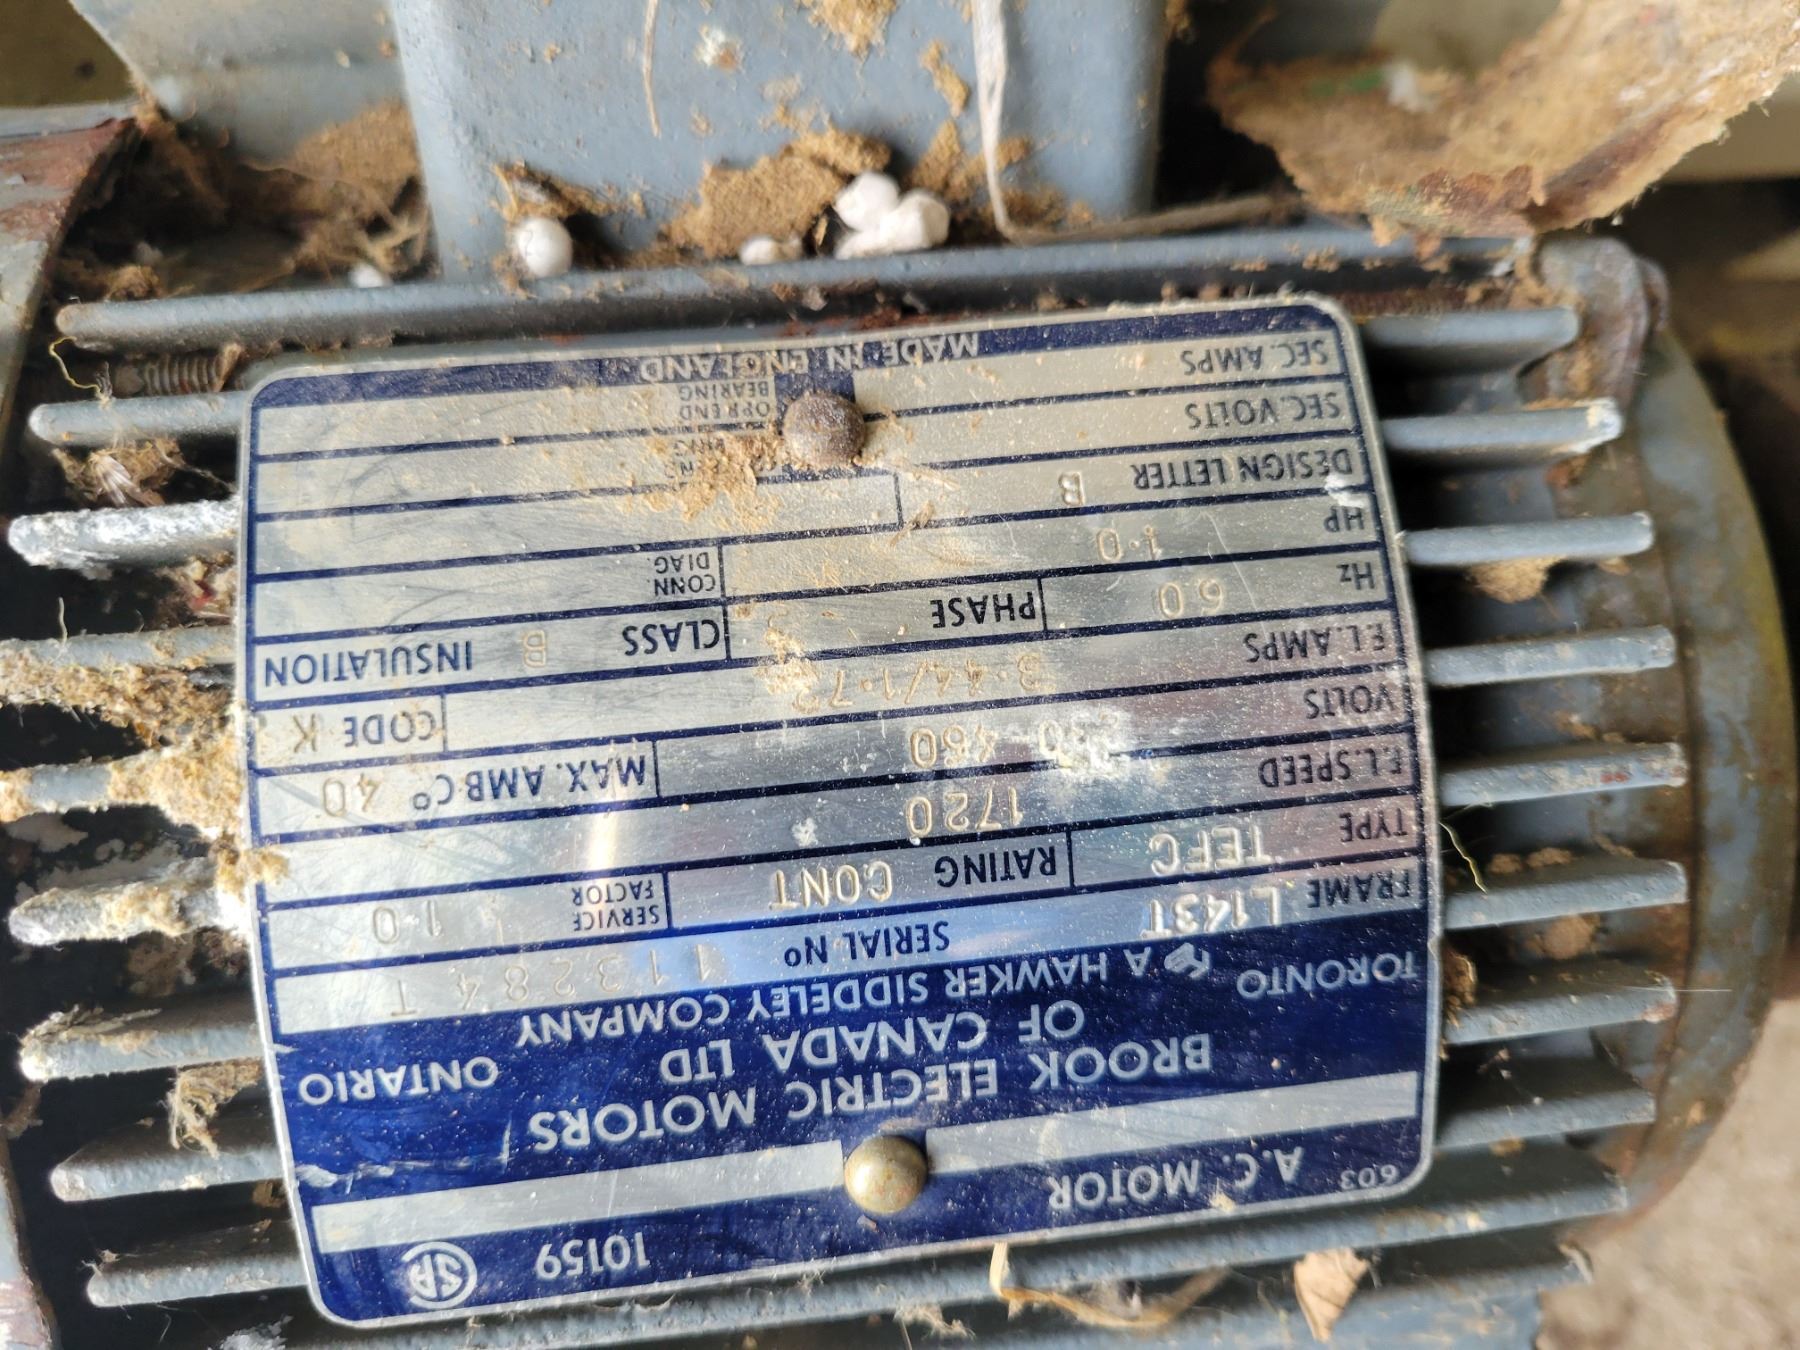 603 A.C. MOTOR 10159 SA
BROOK ELECTRIC MOTORS
OF CANADA LTD
TORONTO A HAWKER SIDDELEY COMPANY ONTARIO
FRAME L143T SERIAL Nº 113284 T
TYPE TEFC RATING CONT SERVICE FACTOR 1·0
F.L. SPEED 1720
VOLTS 460 MAX. AMB Cº 40
F.L. AMPS 3·44/1·72 CODE K
Hz 60 PHASE 3 CLASS B INSULATION
HP 1·0 CONN. DIAG.
DESIGN LETTER B
SEC. VOLTS
SEC. AMPS OPP. END BEARING
MADE IN ENGLAND